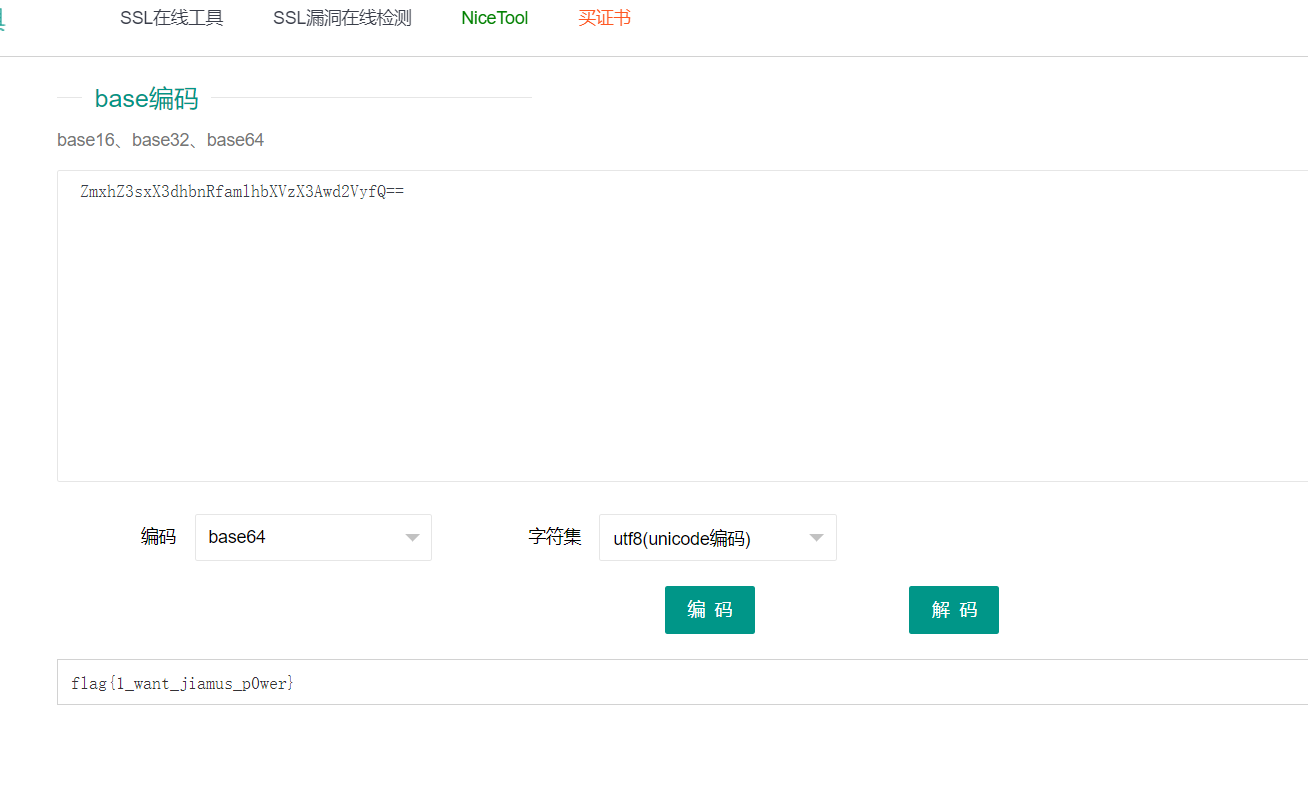 SSL在线工具 SSL漏洞在线检测 NiceTool 买证书
base编码
base16、base32、base64
ZmxhZ3sxX3dhbnRfamlhbXVzX3Awd2VyfQ==
编码 base64 字符集 utf8(unicode编码)
编 码 解 码
flag{1_want_jiamus_p0wer}